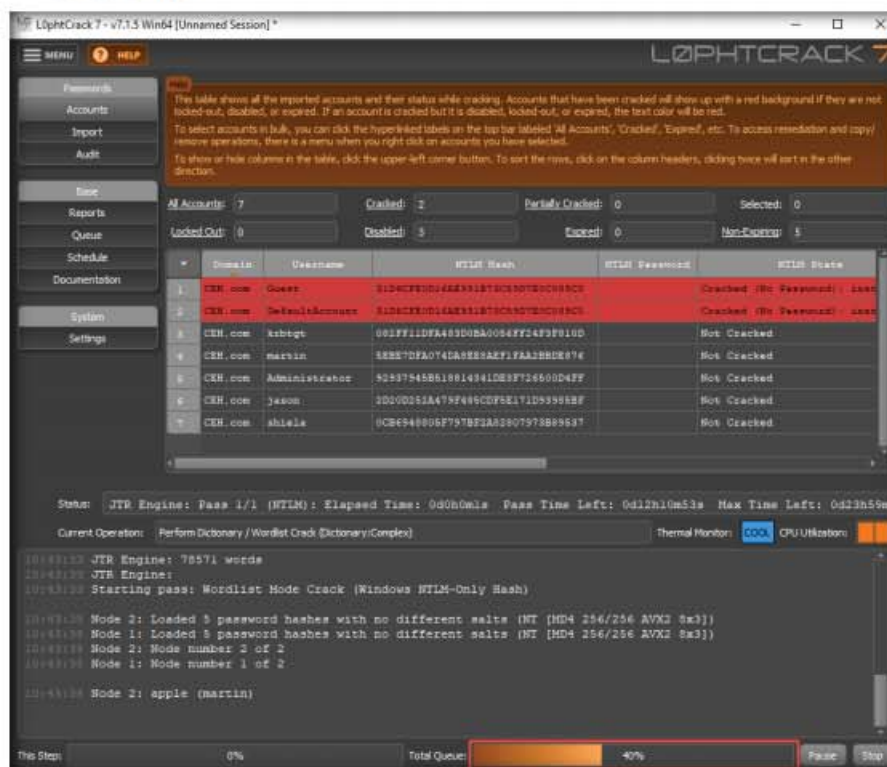 L0phtCrack 7 - v7.1.5 Win64 [Unnamed Session] *
MENU
HELP
L0PHTCRACK 7
Passwords
Accounts
Import
Audit
Base
Reports
Queue
Schedule
Documentation
System
Settings
This table shows all the imported accounts and their status while cracking. Accounts that have been cracked will show up with a red background if they are not
locked-out, disabled, or expired. If an account is cracked but it is disabled, locked-out, or expired, the text color will be red.
To select accounts in bulk, you can click the hyperlinked labels on the top bar labeled 'All Accounts', 'Cracked', 'Expired', etc. To access remediation and copy/
remove operations, there is a menu when you right click on accounts you have selected.
To show or hide columns in the table, click the upper-left corner button. To sort the rows, click on the column headers, clicking twice will sort in the other
direction.
All Accounts: 7 Cracked: 2 Partially Cracked: 0 Selected: 0
Locked Out: 0 Disabled: 3 Expired: 0 Non-Expiring: 5
Domain Username NTLM Hash NTLM Password NTLM State
1 CEH.com Guest Cracked (No Password):
2 CEH.com DefaultAccount Cracked (No Password):
CEH.com krbtgt Not Cracked
4 CEH.com martin Not Cracked
5 CEH.com Administrator Not Cracked
6 CEH.com jason Not Cracked
7 CEH.com shiela Not Cracked
Status: JTR Engine: Pass 1/1 (NTLM): Elapsed Time: 0d0h0m1s Pass Time Left: 0d12h10m53s Max Time Left: 0d23h59m
Current Operation: Perform Dictionary / Wordlist Crack (Dictionary:Complex) Thermal Monitor: COOL CPU Utilization:
JTR Engine: 78571 words
JTR Engine:
Starting pass: Wordlist Mode Crack (Windows NTLM-Only Hash)
Node 2: Loaded 5 password hashes with no different salts (NT [MD4 256/256 AVX2 8x3])
Node 1: Loaded 5 password hashes with no different salts (NT [MD4 256/256 AVX2 8x3])
Node 2: Node number 2 of 2
Node 1: Node number 1 of 2
Node 2: apple (martin)
This Step: 0% Total Queue: 40% Pause Stop